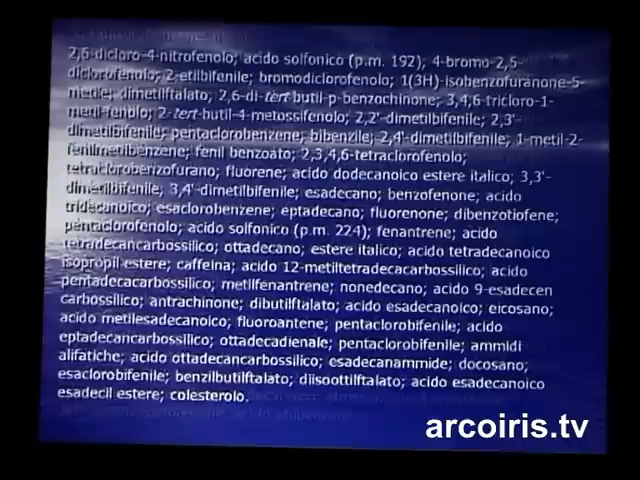 2,6-dicloro-4-nitrofenolo; acido solfonico (p.m. 192); 4-bromo-2,5-
diclorofenolo; 2-etilbifenile; bromodiclorofenolo; 1(3H)-isobenzofuranone-5-
metile; dimetilftalato; 2,6-di-tert-butil-p-benzochinone; 3,4,6-tricloro-1-
metil-fenolo; 2-tert-butil-4-metossifenolo; 2,2'-dimetilbifenile; 2,3'-
dimetilbifenile; pentaclorobenzene; bibenzile; 2,4'-dimetilbifenile; 1-metil-2-
fenilmetilbenzene; fenil benzoato; 2,3,4,6-tetraclorofenolo;
tetraclorobenzofurano; fluorene; acido dodecanoico estere italico; 3,3'-
dimetilbifenile; 3,4'-dimetilbifenile; esadecano; benzofenone; acido
tridecanoico; esaclorobenzene; eptadecano; fluorenone; dibenzotiofene;
pentaclorofenolo; acido solfonico (p.m. 224); fenantrene; acido
tetradecancarbossilico; ottadecano; estere italico; acido tetradecanoico
isopropil estere; caffeina; acido 12-metiltetradecacarbossilico; acido
pentadecacarbossilico; metilfenantrene; nonedecano; acido 9-esadecen
carbossilico; antrachinone; dibutilftalato; acido esadecanoico; eicosano;
acido metilesadecanoico; fluoroantene; pentaclorobifenile; acido
eptadecancarbossilico; ottadecadienale; pentaclorobifenile; ammidi
alifatiche; acido ottadecancarbossilico; esadecanammide; docosano;
esaclorobifenile; benzilbutilftalato; diisoottilftalato; acido esadecanoico
esadecil estere; colesterolo.
arcoiris.tv